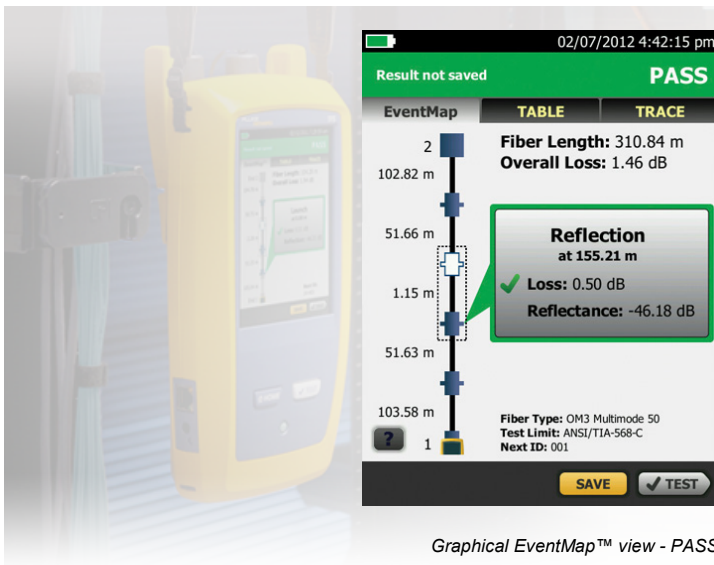 02/07/2012 4:42:15 pm
Result not saved
PASS
EventMap
TABLE
TRACE
2
Fiber Length: 310.84 m
Overall Loss: 1.46 dB
102.82 m
51.66 m
Reflection
at 155.21 m
Loss: 0.50 dB
1.15 m
Reflectance: -46.18 dB
51.63 m
103.58 m
Fiber Type: OM3 Multimode 50
Test Limit: ANSI/TIA-568-C
?
1
Next ID: 001
SAVE
TEST
Graphical EventMap™ view - PASS